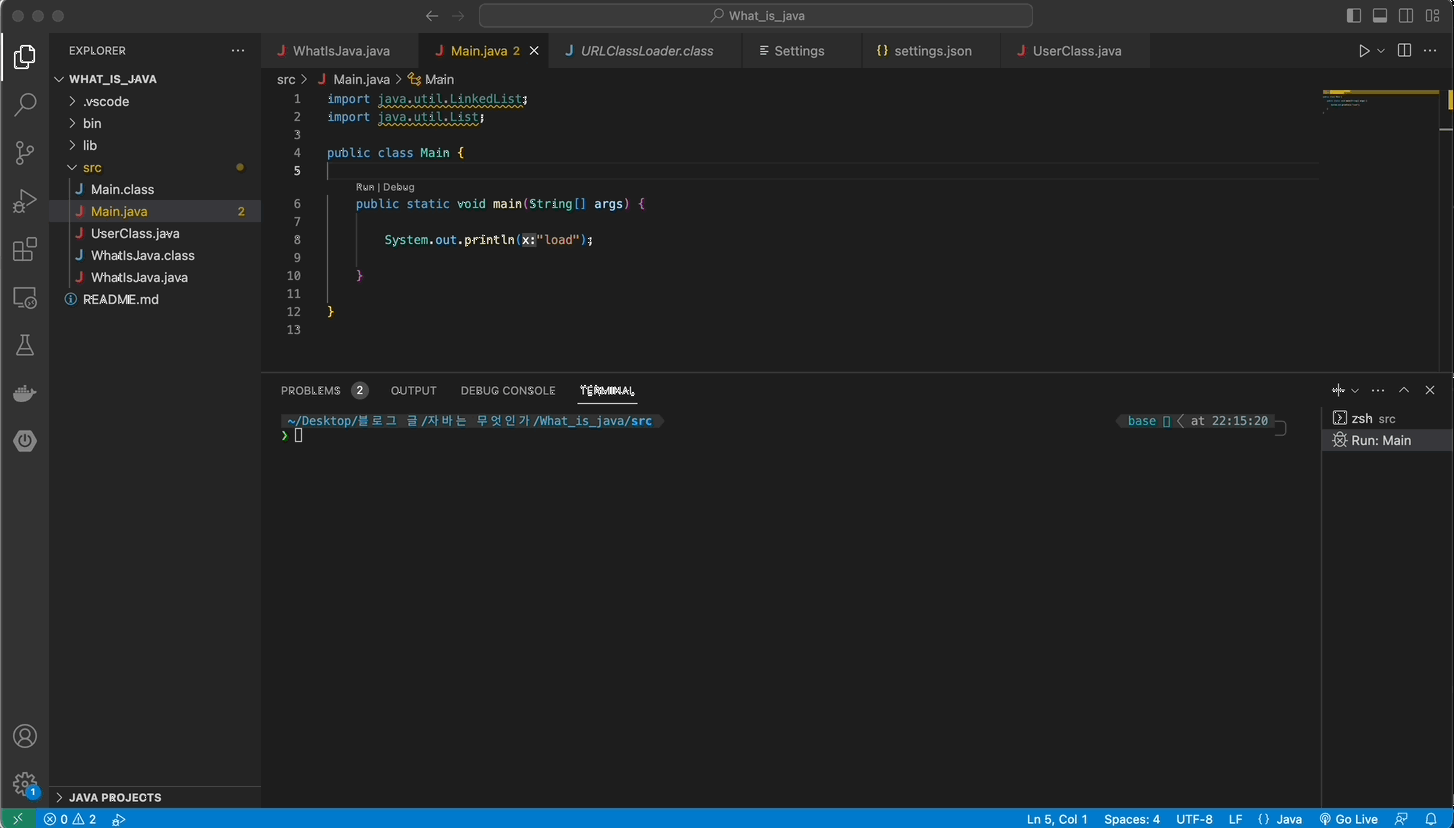 What_is_java
EXPLORER
WHAT_IS_JAVA
.vscode
bin
lib
src
Main.class
Main.java 2
UserClass.java
WhatIsJava.class
WhatIsJava.java
README.md
JAVA PROJECTS
WhatIsJava.java Main.java 2 URLClassLoader.class Settings {} settings.json UserClass.java
src > Main.java > Main
1 import java.util.LinkedList;
2 import java.util.List;
3
4 public class Main {
5
Run | Debug
6 public static void main(String[] args) {
7
8 System.out.println(x:"load");
9
10 }
11
12 }
13
PROBLEMS 2 OUTPUT DEBUG CONSOLE TERMINAL
~/Desktop/블로그 글/자바는 무엇인가/What_is_java/src
base at 22:15:20
❯
zsh src
Run: Main
1
0 2
Ln 5, Col 1 Spaces: 4 UTF-8 LF {} Java Go Live